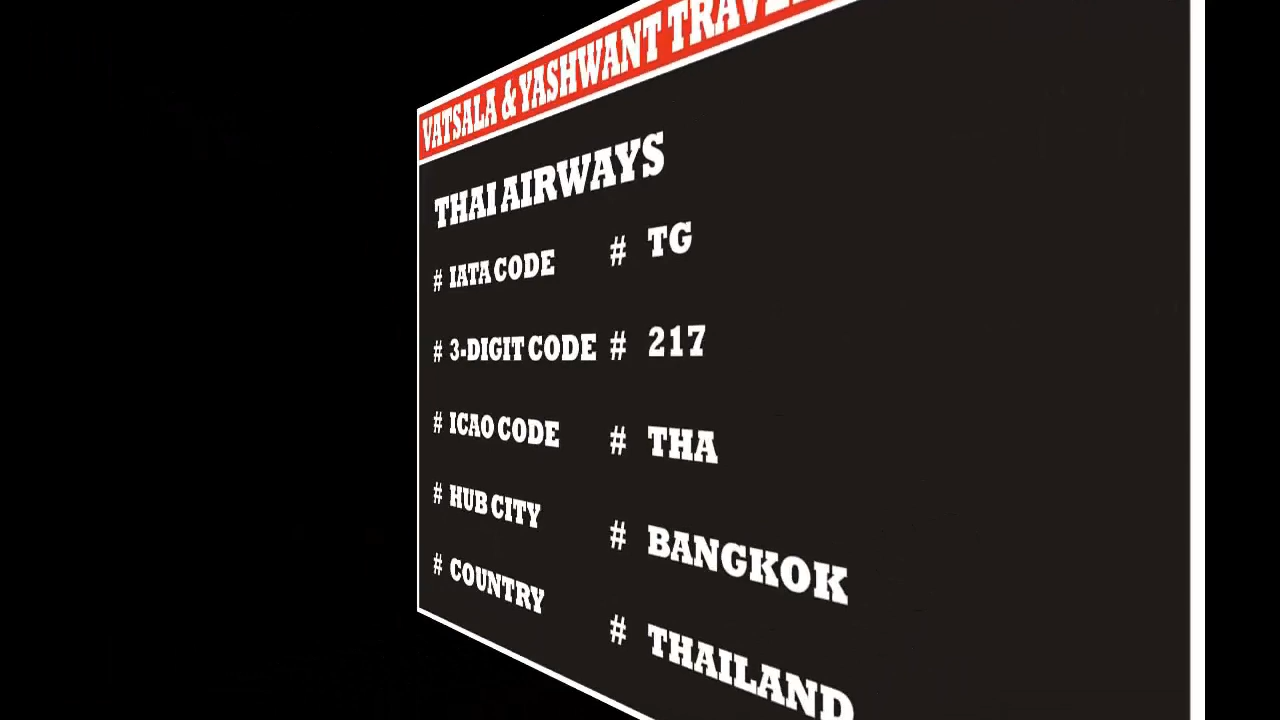 VATSALA & YASHWANT
THAI AIRWAYS
# IATA CODE # TG
# 3-DIGIT CODE # 217
# ICAO CODE # THA
# HUB CITY # BANGKOK
# COUNTRY # THAILAND